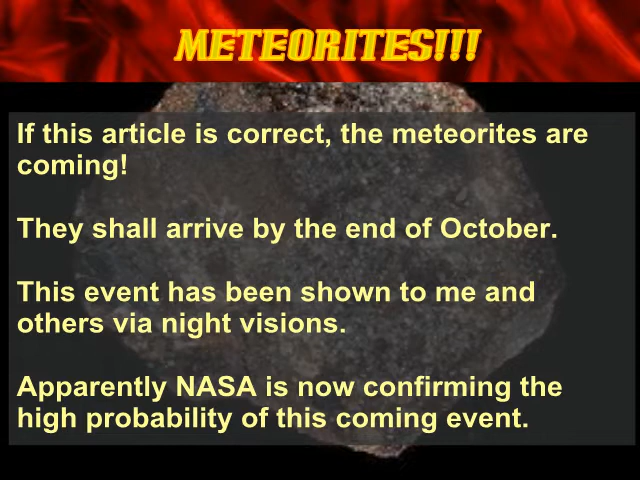 METEORITES!!!
If this article is correct, the meteorites are
coming!
They shall arrive by the end of October.
This event has been shown to me and
others via night visions.
Apparently NASA is now confirming the
high probability of this coming event.